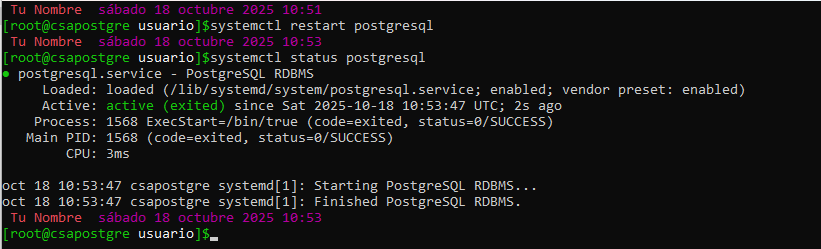 Tu Nombre  sábado 18 octubre 2025 10:51
[root@csapostgre usuario]$systemctl restart postgresql
Tu Nombre  sábado 18 octubre 2025 10:53
[root@csapostgre usuario]$systemctl status postgresql
● postgresql.service - PostgreSQL RDBMS
Loaded: loaded (/lib/systemd/system/postgresql.service; enabled; vendor preset: enabled)
Active: active (exited) since Sat 2025-10-18 10:53:47 UTC; 2s ago
Process: 1568 ExecStart=/bin/true (code=exited, status=0/SUCCESS)
Main PID: 1568 (code=exited, status=0/SUCCESS)
CPU: 3ms
oct 18 10:53:47 csapostgre systemd[1]: Starting PostgreSQL RDBMS...
oct 18 10:53:47 csapostgre systemd[1]: Finished PostgreSQL RDBMS.
Tu Nombre  sábado 18 octubre 2025 10:53
[root@csapostgre usuario]$